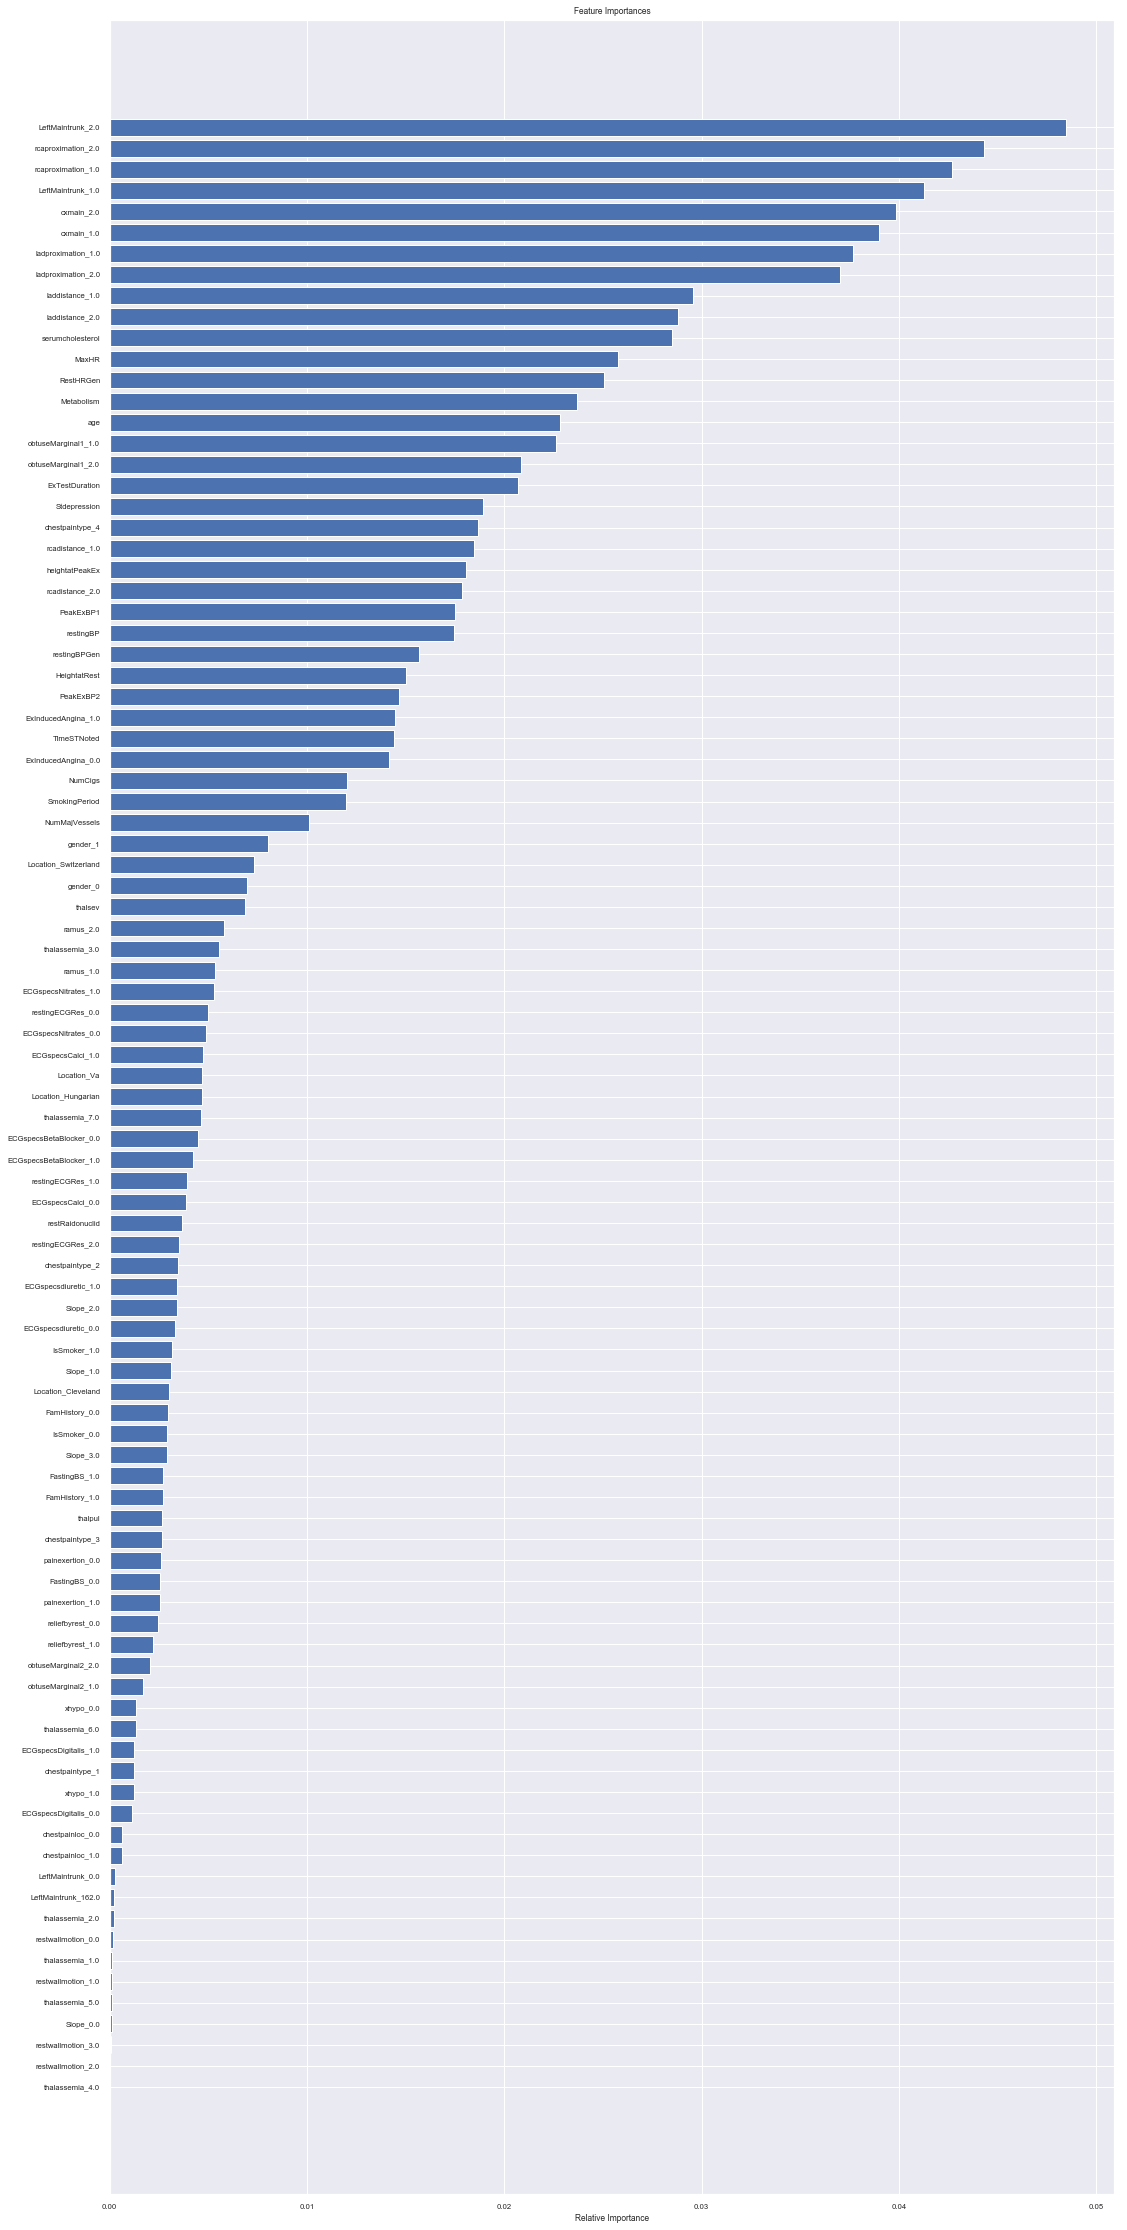 Feature Importances
LeftMaintrunk_2.0
rcaproximation_2.0
rcaproximation_1.0
LeftMaintrunk_1.0
cxmain_2.0
cxmain_1.0
ladproximation_1.0
ladproximation_2.0
laddistance_1.0
laddistance_2.0
serumcholesterol
MaxHR
RestHRGen
Metabolism
age
obtuseMarginal1_1.0
obtuseMarginal1_2.0
ExTestDuration
Stdepression
chestpaintype_4
rcadistance_1.0
heightatPeakEx
rcadistance_2.0
PeakExBP1
restingBP
restingBPGen
HeightatRest
PeakExBP2
ExInducedAngina_1.0
TImeSTNoted
ExInducedAngina_0.0
NumCigs
SmokingPeriod
NumMajVessels
gender_1
Location_Switzerland
gender_0
thalsev
ramus_2.0
thalassemia_3.0
ramus_1.0
ECGspecsNitrates_1.0
restingECGRes_0.0
ECGspecsNitrates_0.0
ECGspecsCalci_1.0
Location_Va
Location_Hungarian
thalassemia_7.0
ECGspecsBetaBlocker_0.0
ECGspecsBetaBlocker_1.0
restingECGRes_1.0
ECGspecsCalci_0.0
restRaidonuclid
restingECGRes_2.0
chestpaintype_2
ECGspecsdiuretic_1.0
Slope_2.0
ECGspecsdiuretic_0.0
IsSmoker_1.0
Slope_1.0
Location_Cleveland
FamHistory_0.0
IsSmoker_0.0
Slope_3.0
FastingBS_1.0
FamHistory_1.0
thalpul
chestpaintype_3
painexertion_0.0
FastingBS_0.0
painexertion_1.0
reliefbyrest_0.0
reliefbyrest_1.0
obtuseMarginal2_2.0
obtuseMarginal2_1.0
xhypo_0.0
thalassemia_6.0
ECGspecsDigitalis_1.0
chestpaintype_1
xhypo_1.0
ECGspecsDigitalis_0.0
chestpainloc_0.0
chestpainloc_1.0
LeftMaintrunk_0.0
LeftMaintrunk_162.0
thalassemia_2.0
restwallmotion_0.0
thalassemia_1.0
restwallmotion_1.0
thalassemia_5.0
Slope_0.0
restwallmotion_3.0
restwallmotion_2.0
thalassemia_4.0
0.00 0.01 0.02 0.03 0.04 0.05
Relative Importance